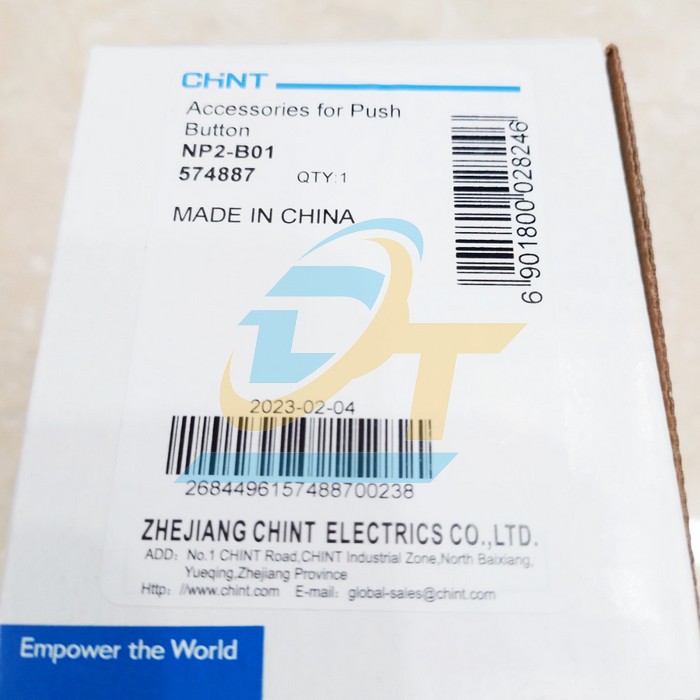 CHNT
Accessories for Push
Button
NP2-B01
574887 QTY:1
MADE IN CHINA
6 901800 028246
2023-02-04
2684496157488700238
ZHEJIANG CHINT ELECTRICS CO.,LTD.
ADD: No.1 CHINT Road,CHINT Industrial Zone,North Baixiang,
Yueqing,Zhejiang Province
Http: //www.chint.com E-mail: global-sales@chint.com
Empower the World
DT